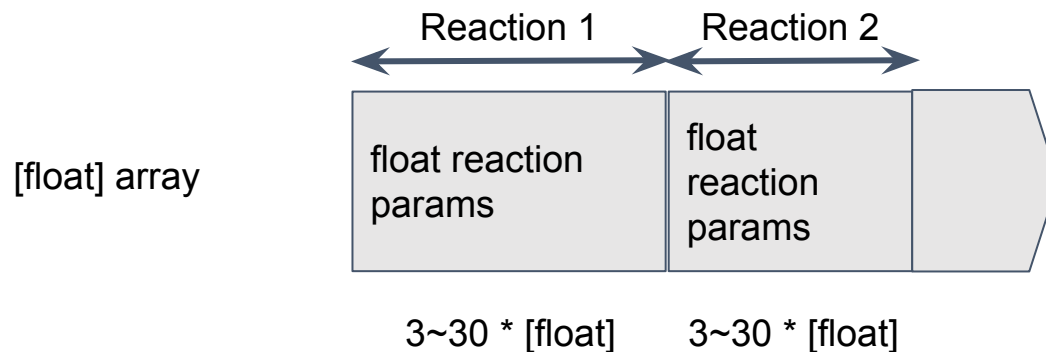 Reaction 1
Reaction 2
[float] array
float reaction
params
float
reaction
params
3~30 * [float]
3~30 * [float]